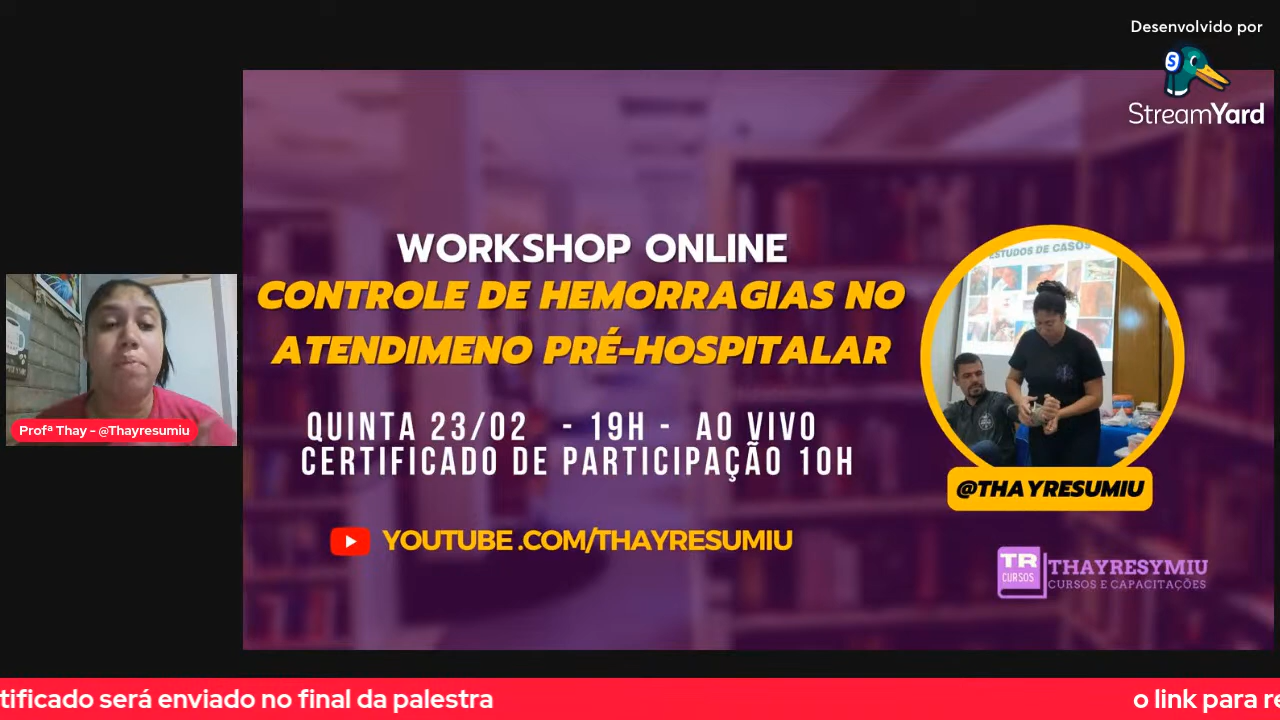 Desenvolvido por
S
StreamYard
WORKSHOP ONLINE
CONTROLE DE HEMORRAGIAS NO
ATENDIMENO PRÉ-HOSPITALAR
QUINTA 23/02 - 19H - AO VIVO
CERTIFICADO DE PARTICIPAÇÃO 10H
YOUTUBE.COM/THAYRESUMIU
ESTUDOS DE CASOS
@THAYRESUMIU
TR
CURSOS
THAYRESYMIU
CURSOS E CAPACITAÇÕES
Profª Thay - @Thayresumiu
tificado será enviado no final da palestra
o link para re